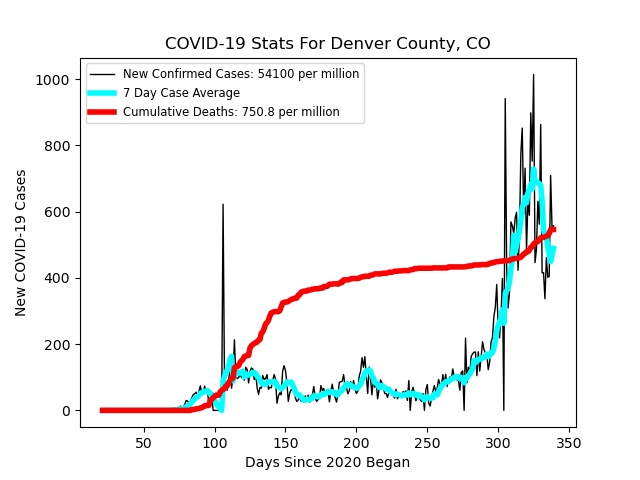 COVID-19 Stats For Denver County, CO
New Confirmed Cases: 54100 per million
7 Day Case Average
Cumulative Deaths: 750.8 per million
New COVID-19 Cases
1000
800
600
400
200
0
50
100
150
200
250
300
350
Days Since 2020 Began